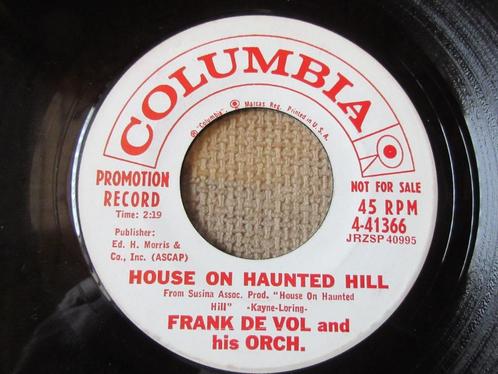 COLUMBIA
® "Columbia", ® Marcas Reg. Printed in U.S.A.
PROMOTION
RECORD
Time: 2:19
Publisher:
Ed. H. Morris &
Co., Inc. (ASCAP)
NOT FOR SALE
45 RPM
4-41366
JRZSP 40995
HOUSE ON HAUNTED HILL
From Susina Assoc. Prod. "House On Haunted
Hill" -Kayne-Loring-
FRANK DE VOL and
his ORCH.